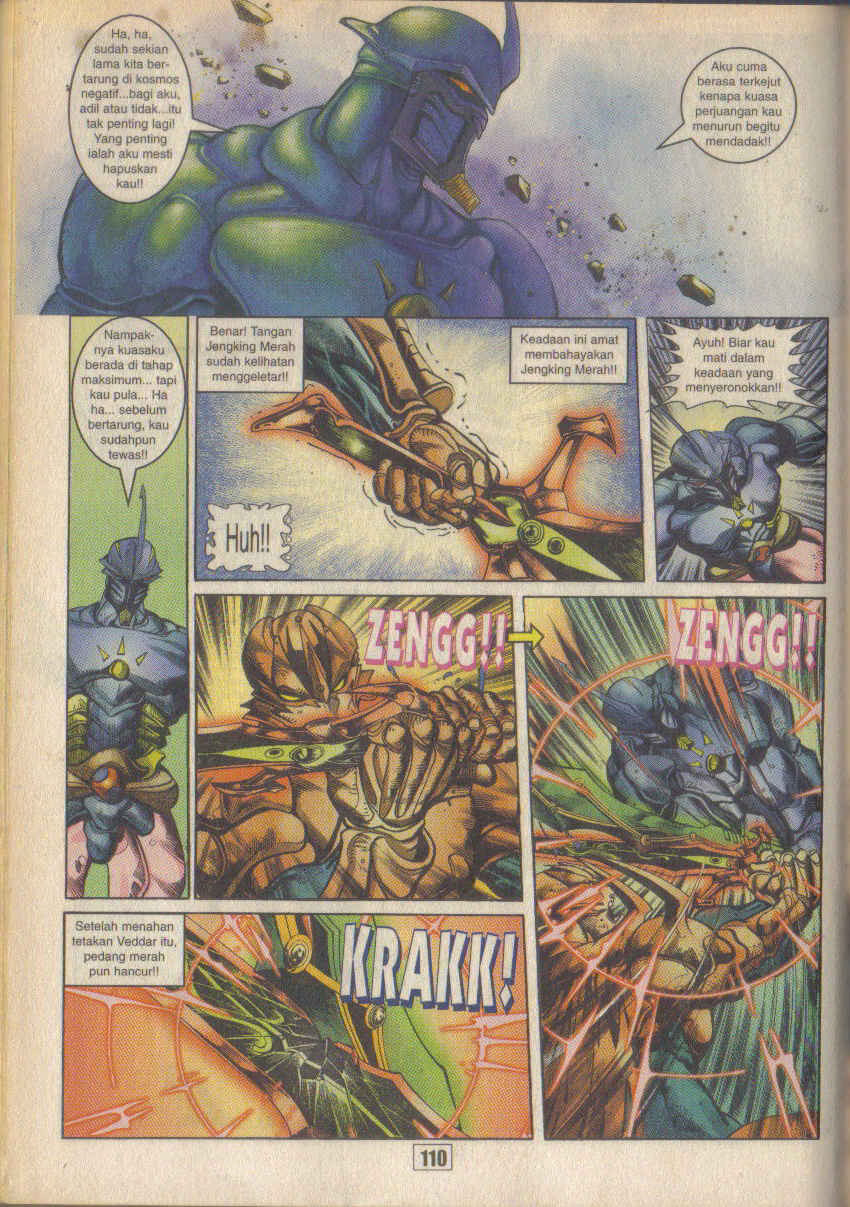 Ha, ha,
sudah sekian
lama kita ber-
tarung di kosmos
negatif...bagi aku,
adil atau tidak...itu
tak penting lagi!
Yang penting
ialah aku mesti
hapuskan
kau!!
Aku cuma
berasa terkejut
kenapa kuasa
perjuangan kau
menurun begitu
mendadak!!
Nampak-
nya kuasaku
berada di tahap
maksimum... tapi
kau pula... Ha
ha... sebelum
bertarung, kau
sudahpun
tewas!!
Benar! Tangan
Jengking Merah
sudah kelihatan
menggeletar!!
Keadaan ini amat
membahayakan
Jengking Merah!!
Huh!!
Ayuh! Biar kau
mati dalam
keadaan yang
menyeronokkan!!
ZENGG!!
ZENGG!!
Setelah menahan
tetakan Veddar itu,
pedang merah
pun hancur!!
KRAKK!
110